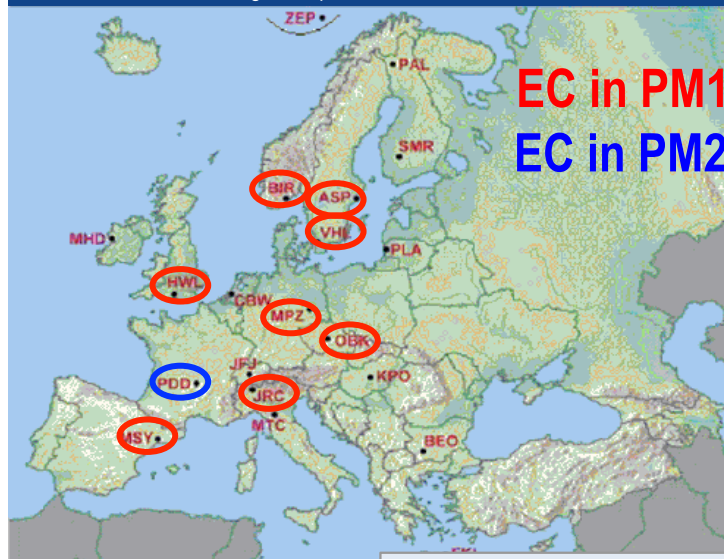 ZEP
PAL
EC in PM1
EC in PM2
SMR
BIR
ASP
VHL
MHD
PLA
HWL
CBW
MPZ
OBK
JFJ
PDD
KPO
JRC
MTC
MSY
BEO